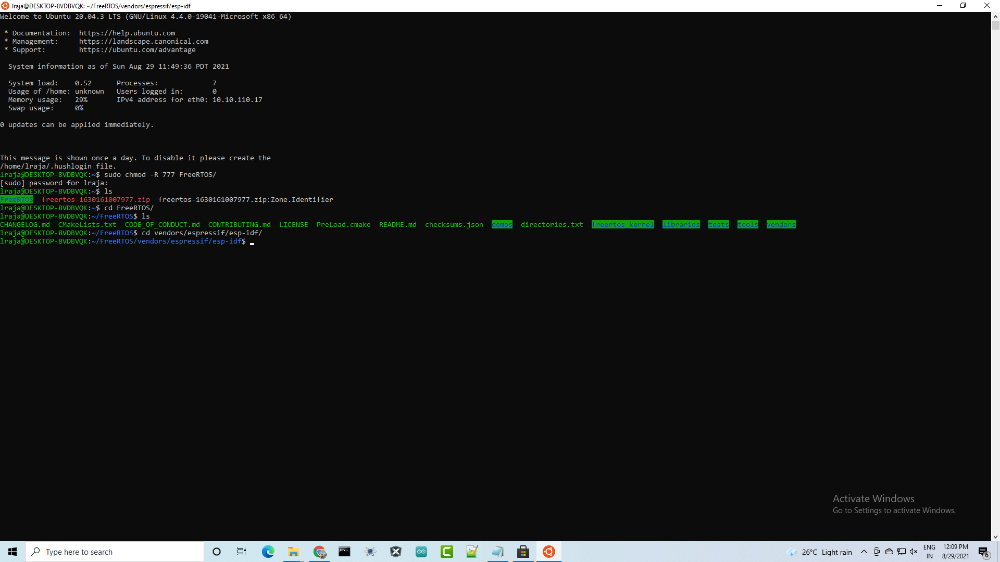 lraja@DESKTOP-8VDBVQK: ~/FreeRTOS/vendors/espressif/esp-idf
Welcome to Ubuntu 20.04.3 LTS (GNU/Linux 4.4.0-19041-Microsoft x86_64)
* Documentation:  https://help.ubuntu.com
* Management:     https://landscape.canonical.com
* Support:        https://ubuntu.com/advantage
System information as of Sun Aug 29 11:49:36 PDT 2021
System load:    0.52      Processes:             7
Usage of /home: unknown   Users logged in:       0
Memory usage:   29%       IPv4 address for eth0: 10.10.110.17
Swap usage:     0%
0 updates can be applied immediately.
This message is shown once a day. To disable it please create the
/home/lraja/.hushlogin file.
lraja@DESKTOP-8VDBVQK:~$ sudo chmod -R 777 FreeRTOS/
[sudo] password for lraja:
lraja@DESKTOP-8VDBVQK:~$ ls
FreeRTOS  freertos-1630161007977.zip  freertos-1630161007977.zip:Zone.Identifier
lraja@DESKTOP-8VDBVQK:~$ cd FreeRTOS/
lraja@DESKTOP-8VDBVQK:~/FreeRTOS$ ls
CHANGELOG.md  CMakeLists.txt  CODE_OF_CONDUCT.md  CONTRIBUTING.md  LICENSE  PreLoad.cmake  README.md  checksums.json  demos  directories.txt  freertos_kernel  libraries  tests  tools  vendors
lraja@DESKTOP-8VDBVQK:~/FreeRTOS$ cd vendors/espressif/esp-idf/
lraja@DESKTOP-8VDBVQK:~/FreeRTOS/vendors/espressif/esp-idf$
Activate Windows
Go to Settings to activate Windows.
Type here to search
26°C Light rain
ENG
IN
12:09 PM
8/29/2021
6